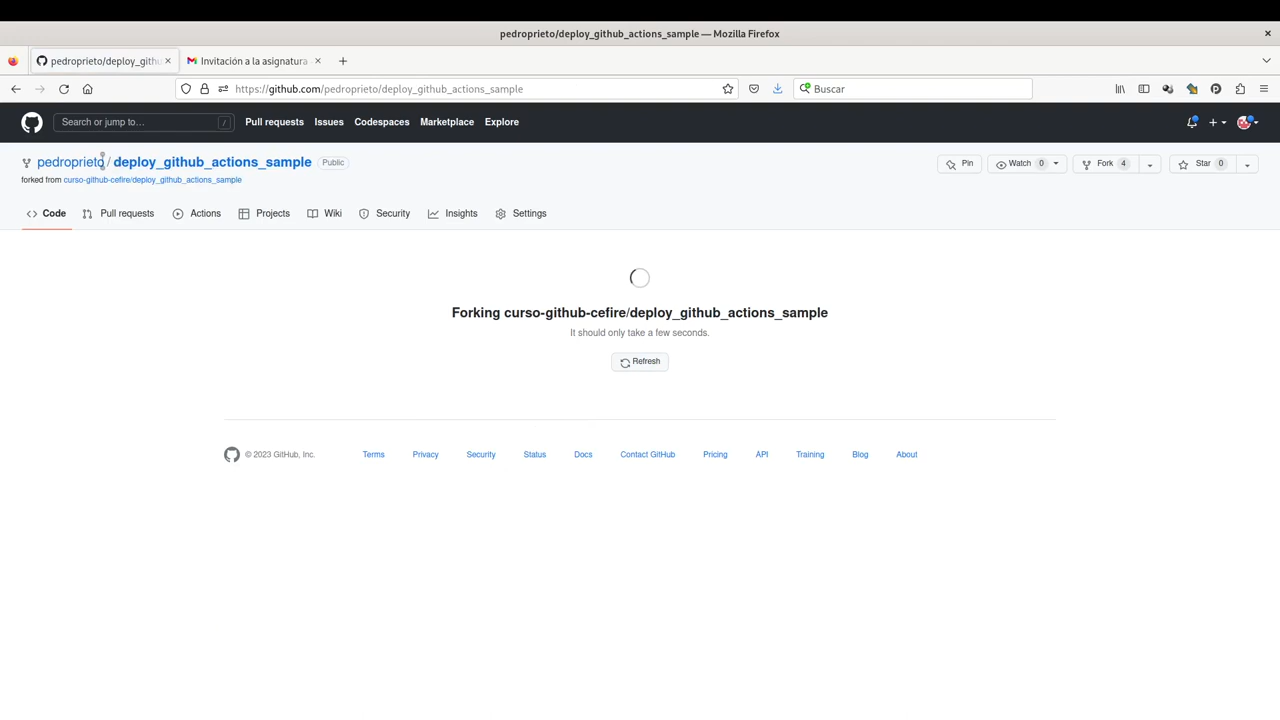 pedroprieto/deploy_github_actions_sample — Mozilla Firefox
pedroprieto/deploy_gith
Invitación a la asignatura
https://github.com/pedroprieto/deploy_github_actions_sample
Buscar
Search or jump to…
/
Pull requests
Issues
Codespaces
Marketplace
Explore
pedroprieto / deploy_github_actions_sample
Public
Pin
Watch 0
Fork 4
Star 0
forked from curso-github-cefire/deploy_github_actions_sample
Code
Pull requests
Actions
Projects
Wiki
Security
Insights
Settings
Forking curso-github-cefire/deploy_github_actions_sample
It should only take a few seconds.
Refresh
© 2023 GitHub, Inc.
Terms
Privacy
Security
Status
Docs
Contact GitHub
Pricing
API
Training
Blog
About